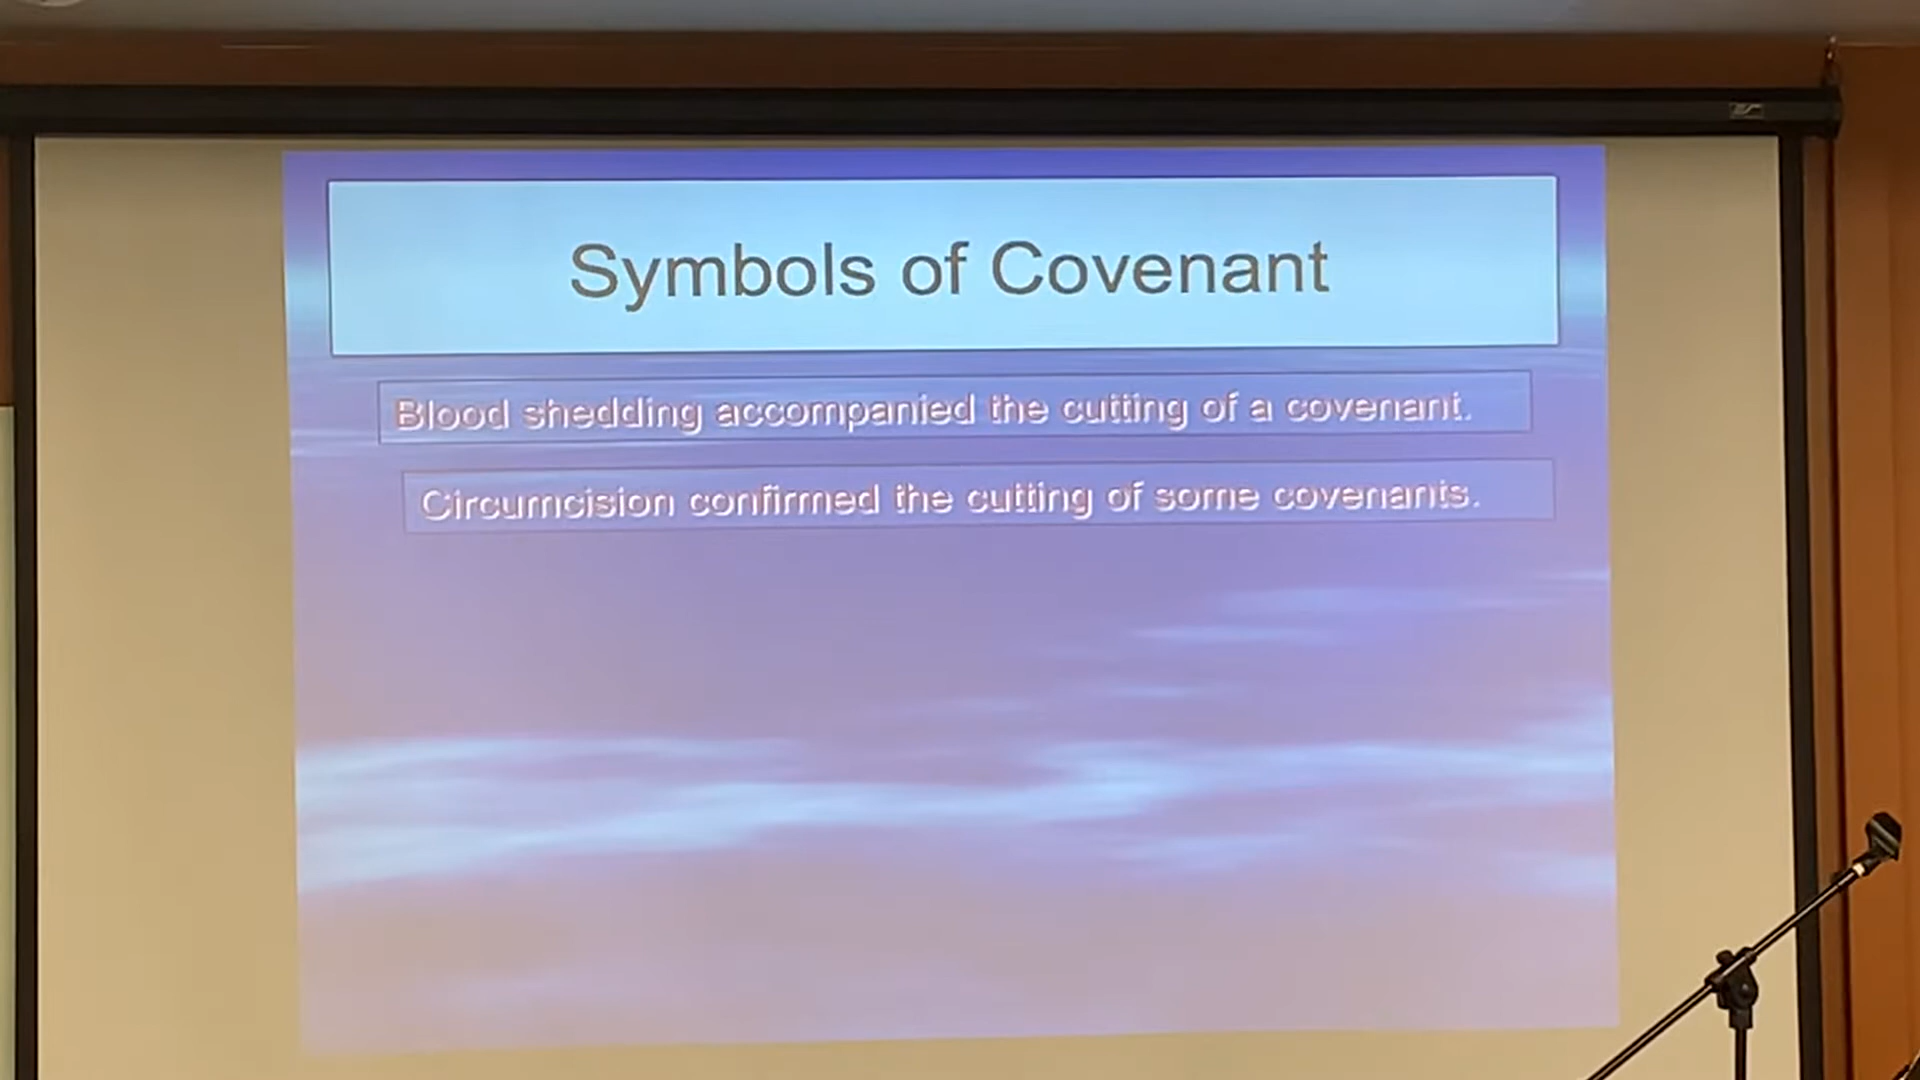 Symbols of Covenant
Blood shedding accompanied the cutting of a covenant.
Circumcision confirmed the cutting of some covenants.